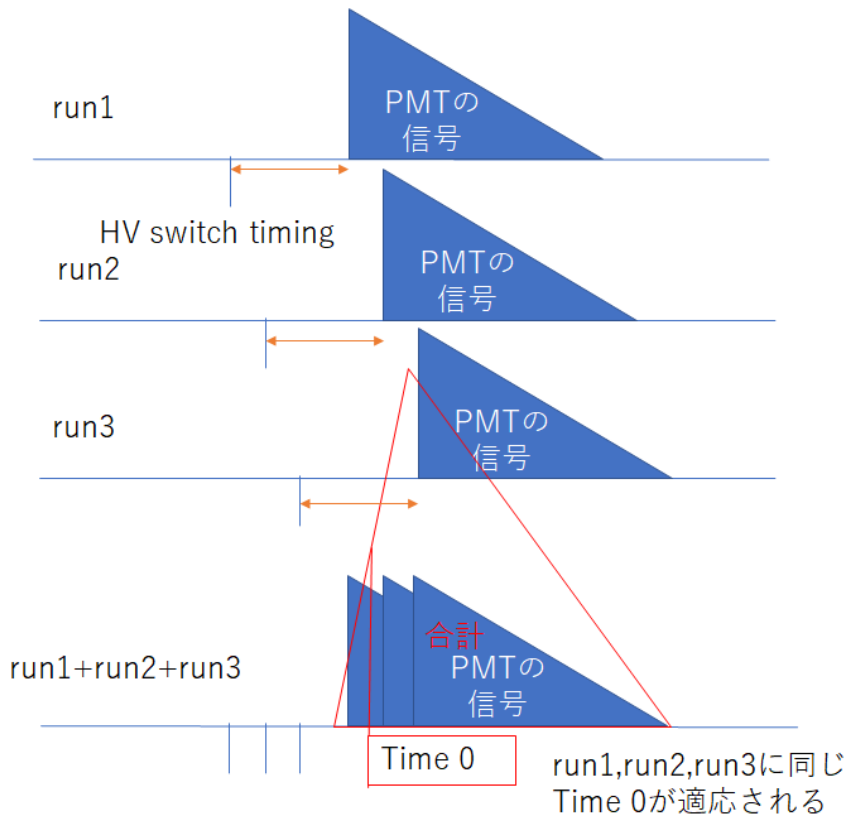 run1
PMTの
信号
HV switch timing
run2
PMTの
信号
run3
PMTの
信号
合計
run1+run2+run3
PMTの
信号
Time 0
run1,run2,run3に同じ
Time 0が適応される